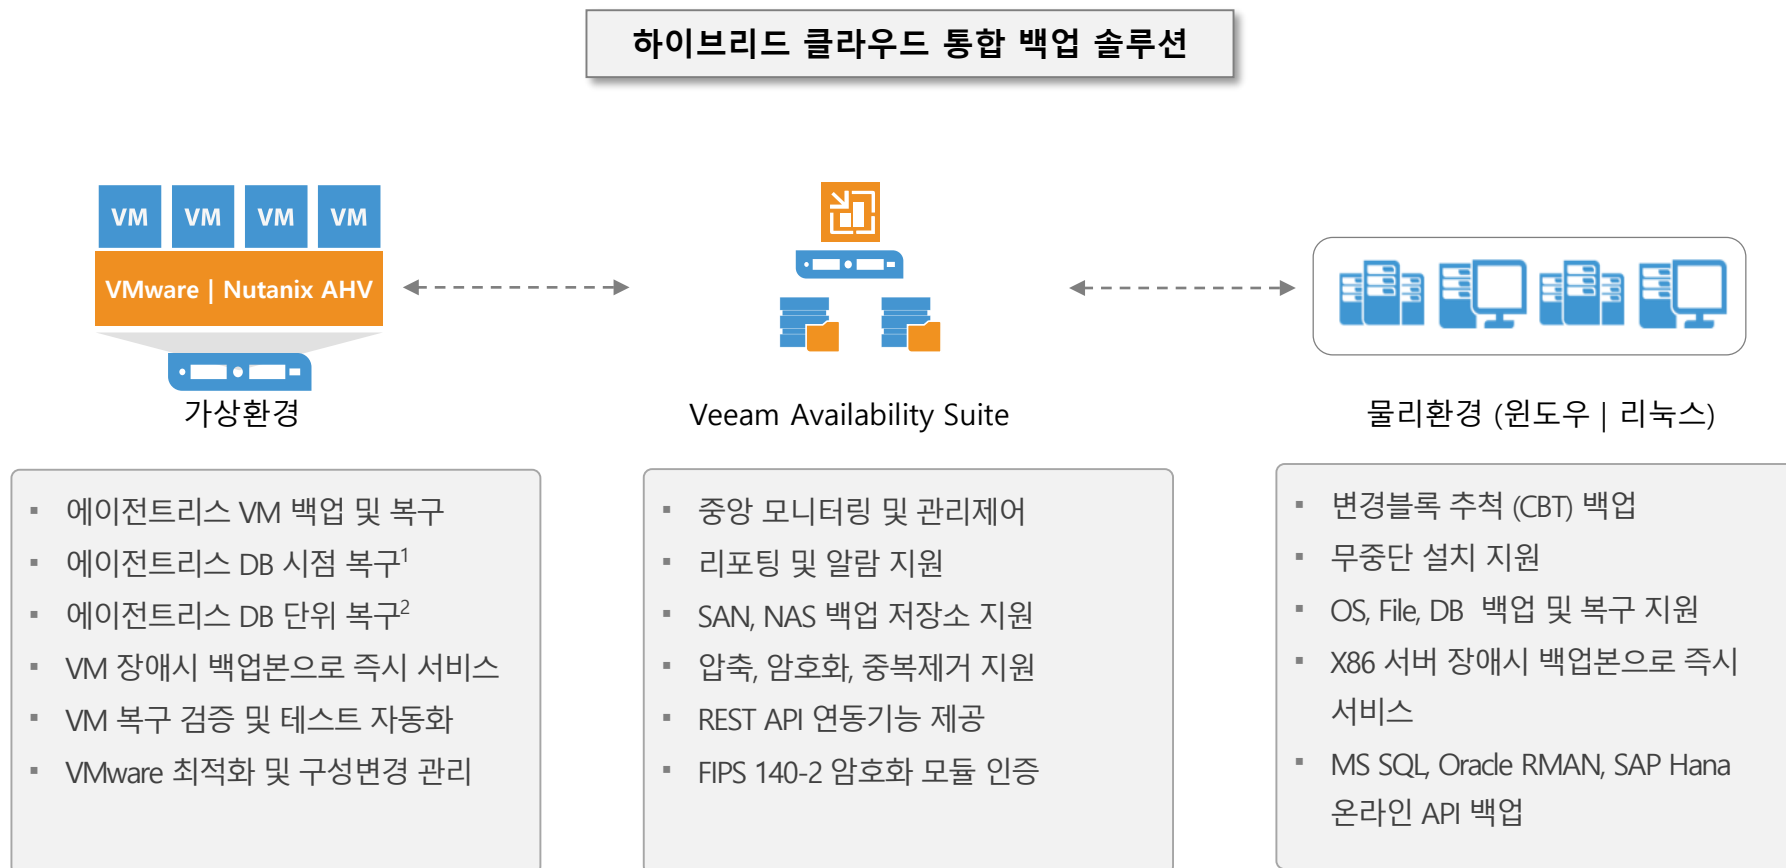 하이브리드 클라우드 통합 백업 솔루션
VM VM VM VM
VMware | Nutanix AHV
가상환경
Veeam Availability Suite
물리환경 (윈도우 | 리눅스)
▪ 에이전트리스 VM 백업 및 복구
▪ 에이전트리스 DB 시점 복구1
▪ 에이전트리스 DB 단위 복구2
▪ VM 장애시 백업본으로 즉시 서비스
▪ VM 복구 검증 및 테스트 자동화
▪ VMware 최적화 및 구성변경 관리
▪ 중앙 모니터링 및 관리제어
▪ 리포팅 및 알람 지원
▪ SAN, NAS 백업 저장소 지원
▪ 압축, 암호화, 중복제거 지원
▪ REST API 연동기능 제공
▪ FIPS 140-2 암호화 모듈 인증
▪ 변경블록 추척 (CBT) 백업
▪ 무중단 설치 지원
▪ OS, File, DB 백업 및 복구 지원
▪ X86 서버 장애시 백업본으로 즉시
서비스
▪ MS SQL, Oracle RMAN, SAP Hana
온라인 API 백업